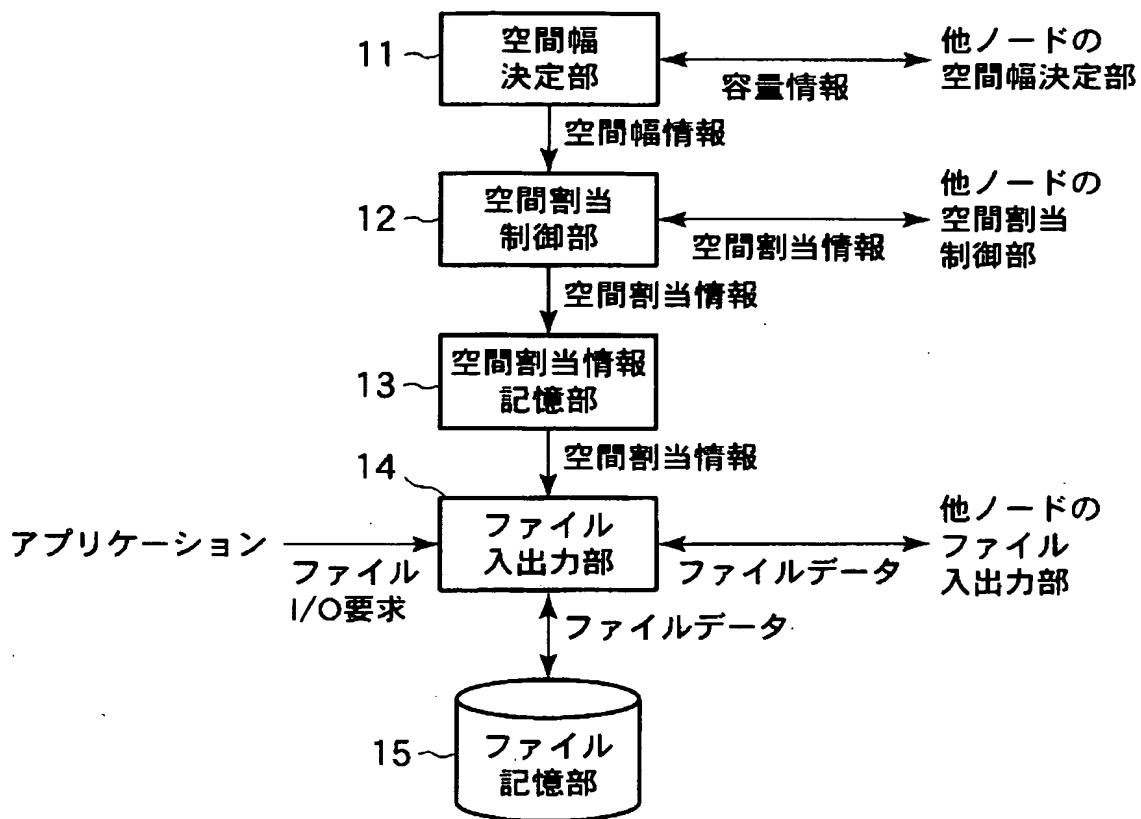 11
空間幅
決定部
容量情報
他ノードの
空間幅決定部
空間幅情報
12
空間割当
制御部
空間割当情報
他ノードの
空間割当
制御部
空間割当情報
13
空間割当情報
記憶部
空間割当情報
14
アプリケーション
ファイル
I/O要求
ファイル
入出力部
ファイルデータ
他ノードの
ファイル
入出力部
ファイルデータ
15
ファイル
記憶部